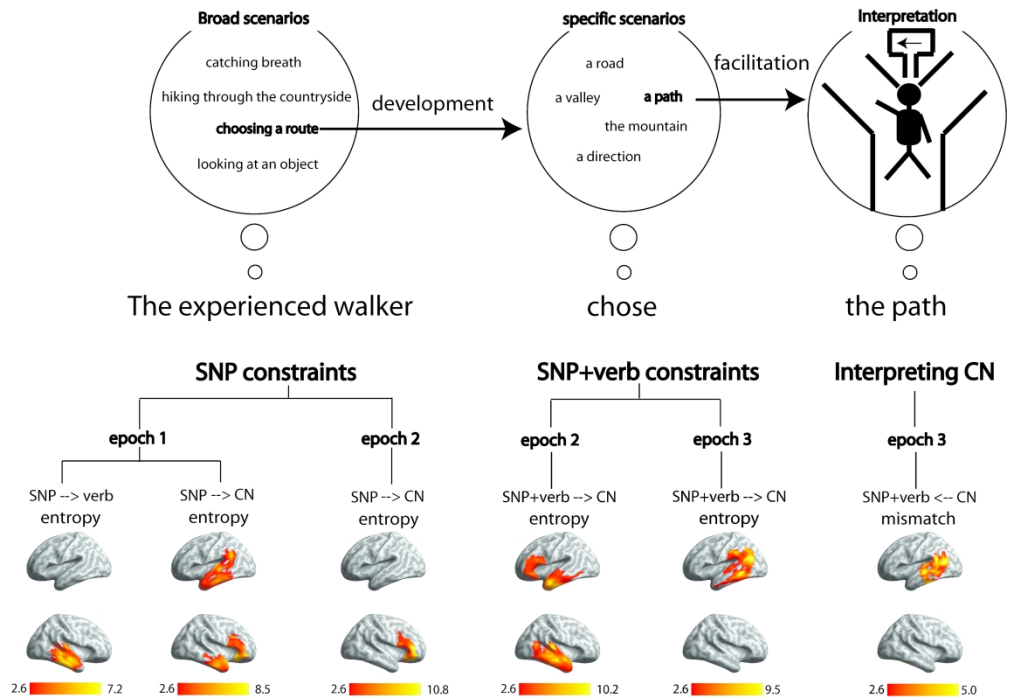 Broad scenarios
catching breath
hiking through the countryside
choosing a route
looking at an object
development
specific scenarios
a road
a valley
a path
the mountain
a direction
facilitation
Interpretation
The experienced walker
chose
the path
SNP constraints
SNP+verb constraints
Interpreting CN
epoch 1
epoch 2
epoch 2
epoch 3
epoch 3
SNP --> verb
entropy
SNP --> CN
entropy
SNP --> CN
entropy
SNP+verb --> CN
entropy
SNP+verb --> CN
entropy
SNP+verb <-- CN
mismatch
2.6 7.2
2.6 8.5
2.6 10.8
2.6 10.2
2.6 9.5
2.6 5.0